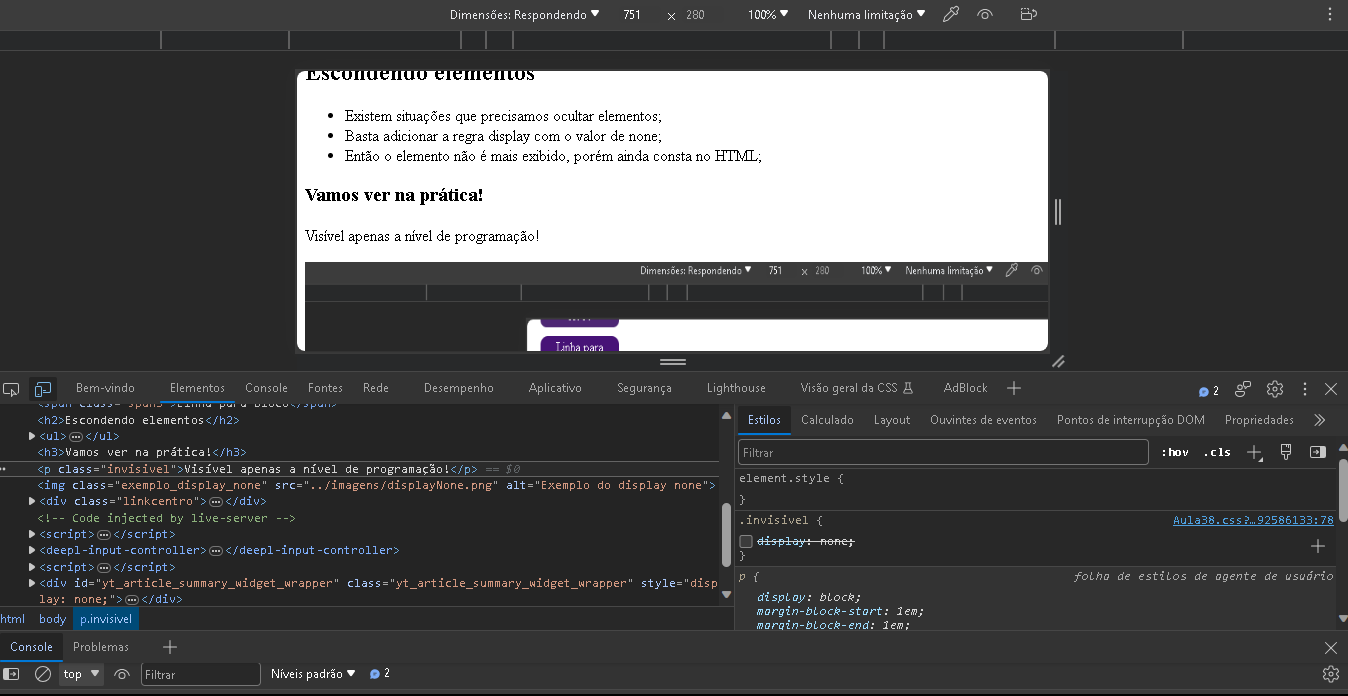 Dimensões: Respondendo ▼ 751 × 280 100% ▼ Nenhuma limitação ▼
Escondendo elementos
• Existem situações que precisamos ocultar elementos;
• Basta adicionar a regra display com o valor de none;
• Então o elemento não é mais exibido, porém ainda consta no HTML;
Vamos ver na prática!
Visível apenas a nível de programação!
Dimensões: Respondendo ▼ 751 × 280 100% ▼ Nenhuma limitação ▼
Linha para
Bem-vindo Elementos Console Fontes Rede Desempenho Aplicativo Segurança Lighthouse Visão geral da CSS AdBlock + 2
<span class="span3">Linha para bloco</span>
<h2>Escondendo elementos</h2>
▶<ul>…</ul>
<h3>Vamos ver na prática!</h3>
<p class="invisivel">Visível apenas a nível de programação!</p> == $0
<img class="exemplo_display_none" src="../imagens/displayNone.png" alt="Exemplo do display none">
▶<div class="linkcentro">…</div>
<!-- Code injected by live-server -->
▶<script>…</script>
▶<deepl-input-controller>…</deepl-input-controller>
▶<script>…</script>
▶<div id="yt_article_summary_widget_wrapper" class="yt_article_summary_widget_wrapper" style="disp
lay: none;">…</div>
html body p.invisivel
Estilos Calculado Layout Ouvintes de eventos Pontos de interrupção DOM Propriedades »
Filtrar :hov .cls +
element.style {
}
.invisivel { Aula38.css?…92586133:78
display: none;
}
p { folha de estilos de agente de usuário
display: block;
margin-block-start: 1em;
margin-block-end: 1em;
Console Problemas +
top ▼ Filtrar Níveis padrão ▼ 2